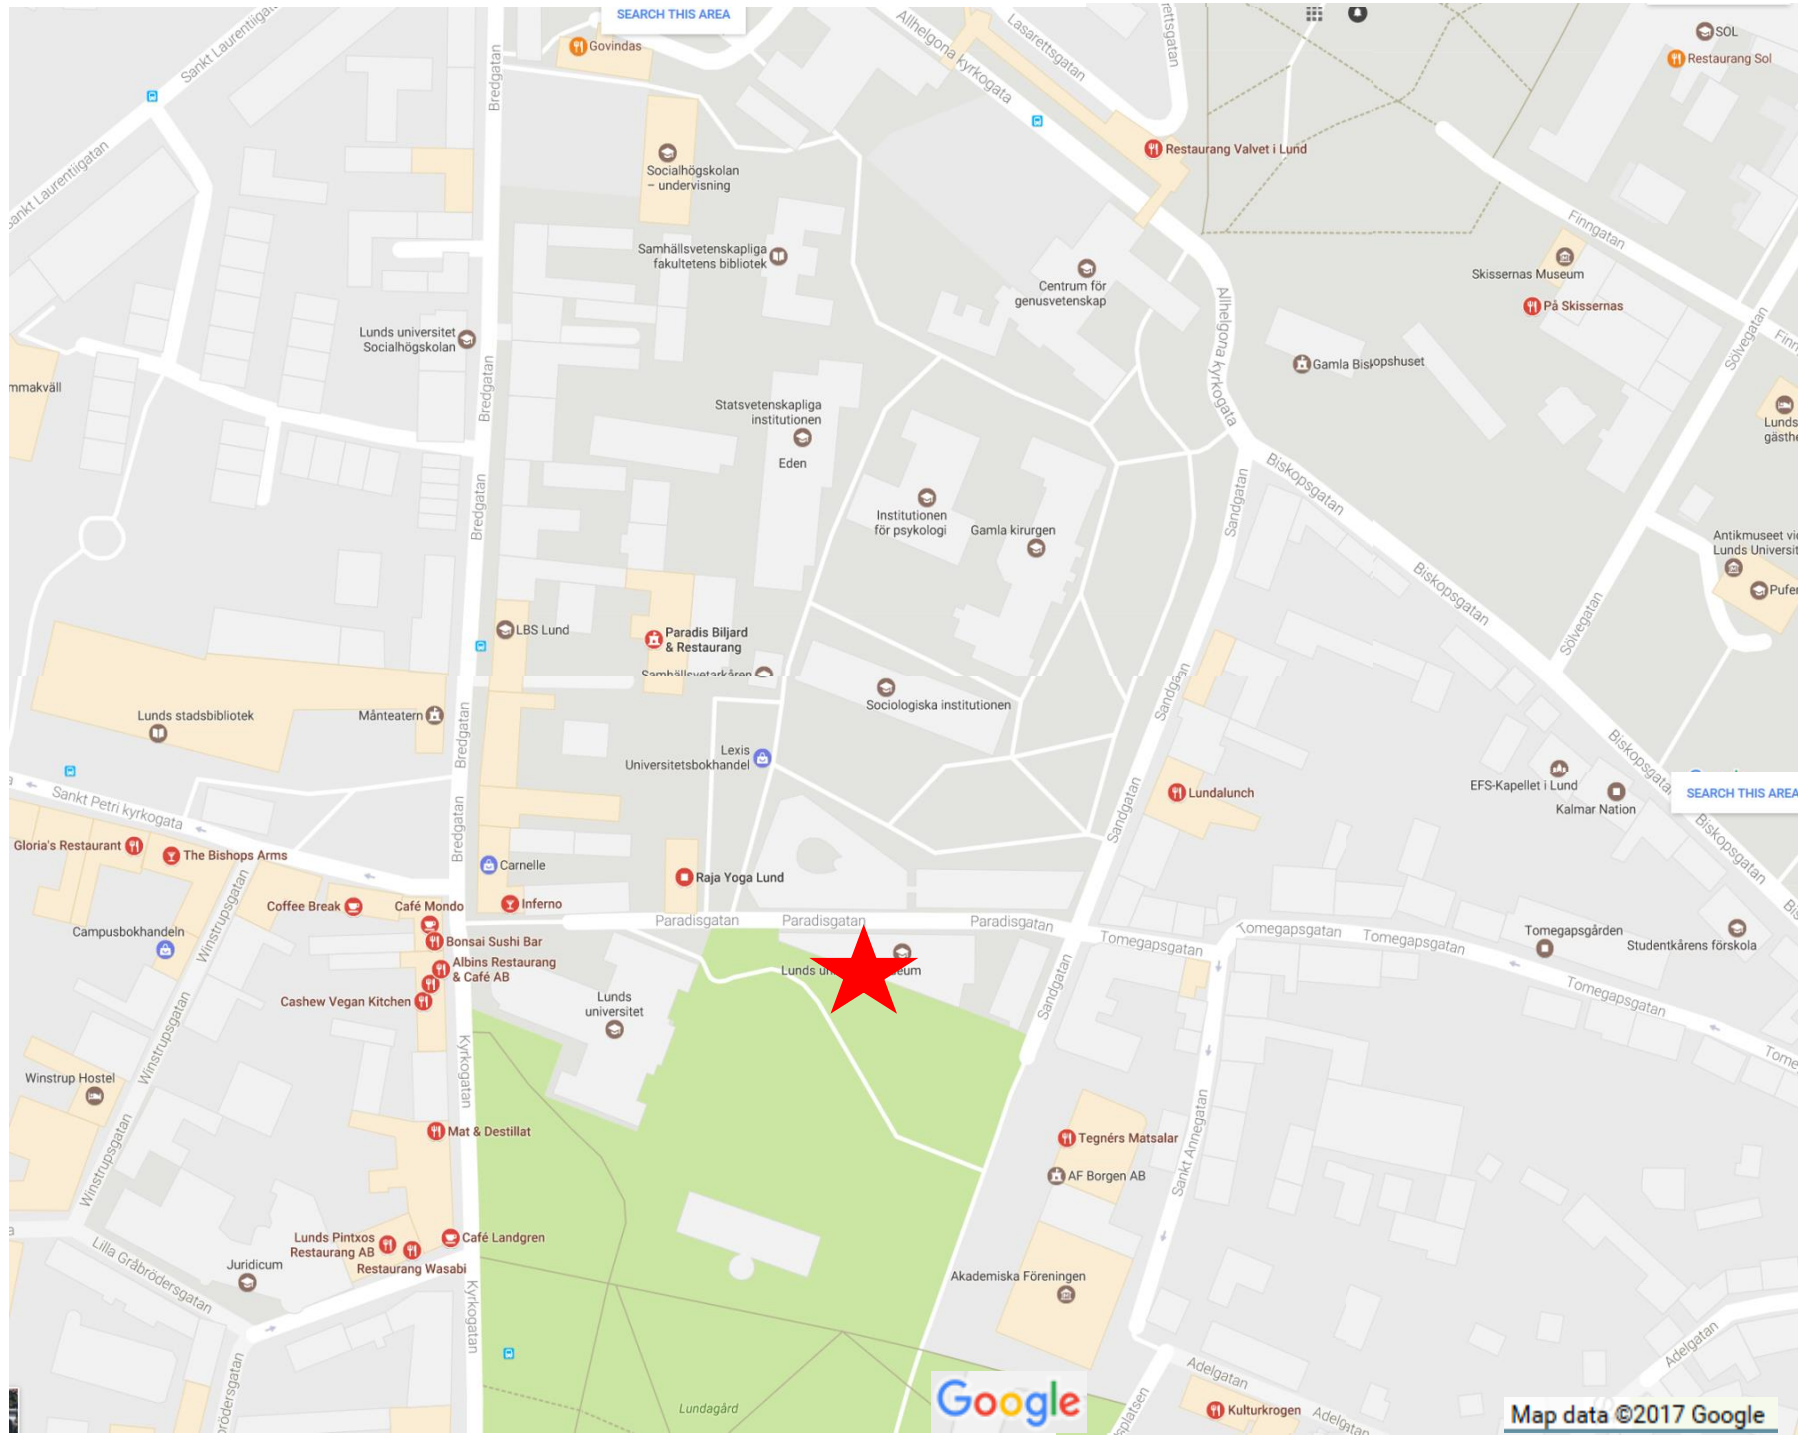 SEARCH THIS AREA
Govindas
Sankt Laurentiigatan
Bredgatan
Allhelgona kyrkogata
Lasarettsgatan
SOL
Restaurang Sol
Restaurang Valvet i Lund
Socialhögskolan
– undervisning
Samhällsvetenskapliga
fakultetens bibliotek
Centrum för
genusvetenskap
Finngatan
Skissernas Museum
På Skissernas
Lunds universitet
Socialhögskolan
Bredgatan
Allhelgona kyrkogata
Sölvegatan
Statsvetenskapliga
institutionen
Eden
Bredgatan
Institutionen
för psykologi
Gamla kirurgen
Sandgatan
Biskopsgatan
Biskopsgatan
Antikmuseet
Lunds
Sölvegatan
LBS Lund
Paradis Biljard
& Restaurang
Samhällsvetarkåren
Sociologiska institutionen
Sandgatan
Lunds stadsbibliotek
Månteatern
Bredgatan
Lexis
Universitetsbokhandel
Biskopsgatan
EFS-Kapellet i Lund
Kalmar Nation
SEARCH THIS AREA
Sankt Petri kyrkogata
Lundalunch
Gloria's Restaurant
The Bishops Arms
Bredgatan
Carnelle
Sandgatan
Raja Yoga Lund
Biskopsgatan
Coffee Break
Café Mondo
Inferno
Campusbokhandeln
Winstrupsgatan
Bonsai Sushi Bar
Paradisgatan
Paradisgatan
Paradisgatan
Tomegapsgatan
Tomegapsgatan
Tomegapsgatan
Tomegapsgården
Studentkårens förskola
Albins Restaurang
& Café AB
Cashew Vegan Kitchen
Lunds
universitet
Sandgatan
Tomegapsgatan
Winstrupsgatan
Kyrkogatan
Winstrup Hostel
Winstrupsgatan
Mat & Destillat
Tegnérs Matsalar
AF Borgen AB
Sankt Annegatan
Lunds Pintxos
Restaurang AB
Café Landgren
Restaurang Wasabi
Juridicum
Lilla Gråbrödersgatan
Kyrkogatan
Akademiska Föreningen
Adelgatan
Adelgatan
Lundagård
Google
Kulturkrogen
Adelgatan
Map data ©2017 Google